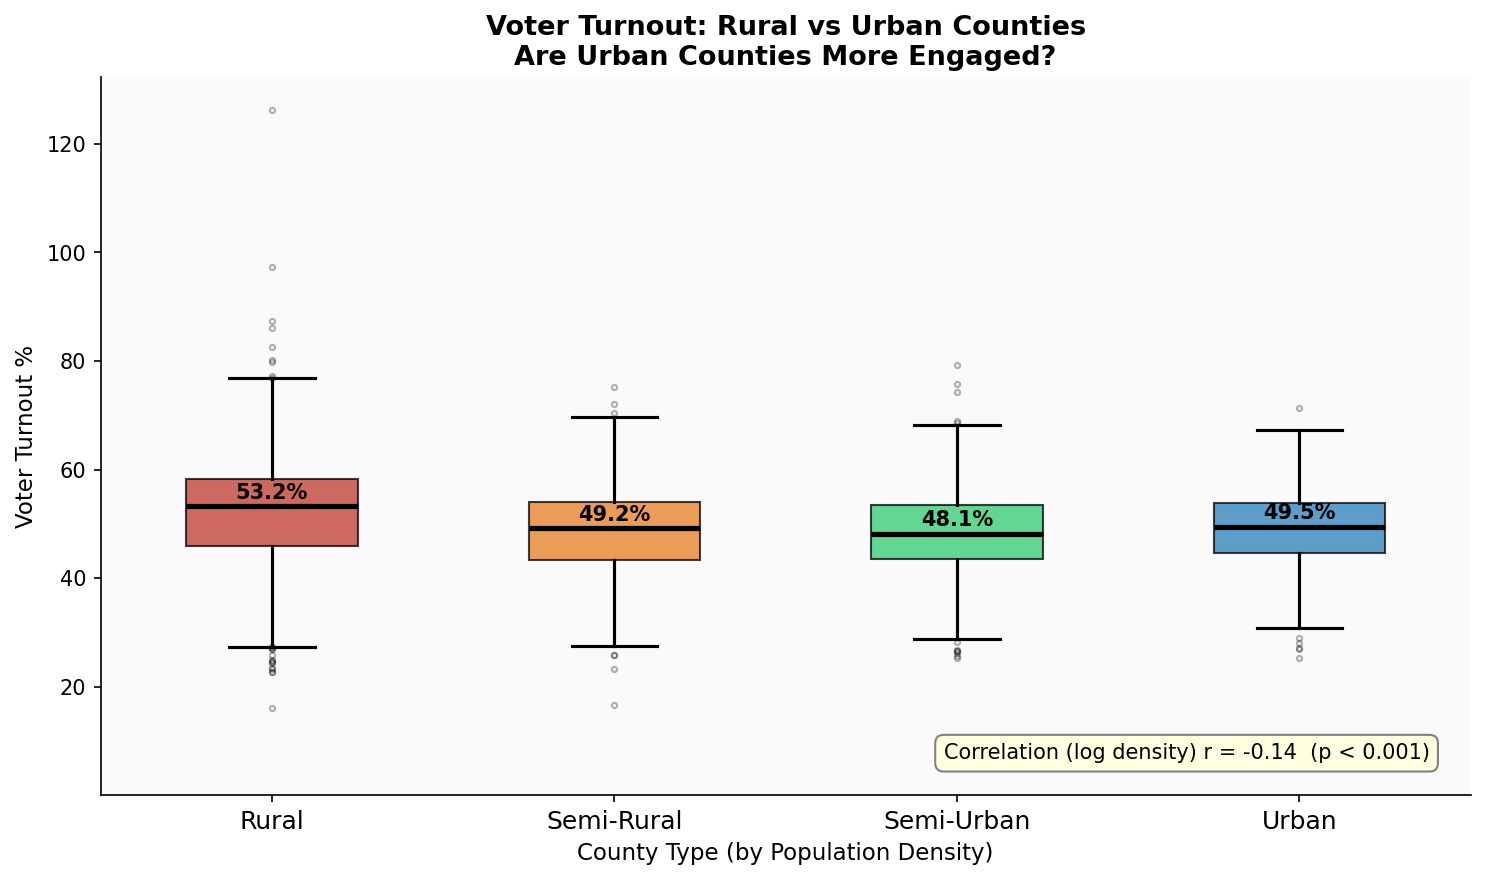 Voter Turnout: Rural vs Urban Counties
Are Urban Counties More Engaged?
Voter Turnout %
120
100
80
60
40
20
53.2%
49.2%
48.1%
49.5%
Correlation (log density) r = -0.14 (p < 0.001)
Rural
Semi-Rural
Semi-Urban
Urban
County Type (by Population Density)